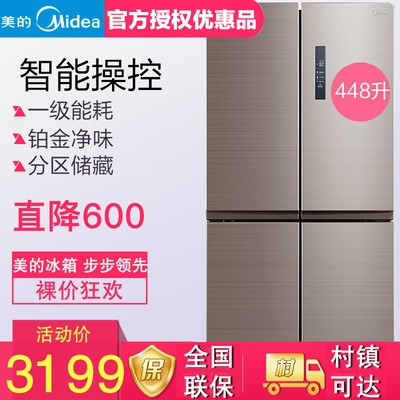 美的 Midea 官方授权优惠品
智能操控
一级能耗
铂金净味
分区储藏
448升
直降600
美的冰箱 步步领先
裸价狂欢
活动价
3199
保
全国
联保
村
村镇
可达